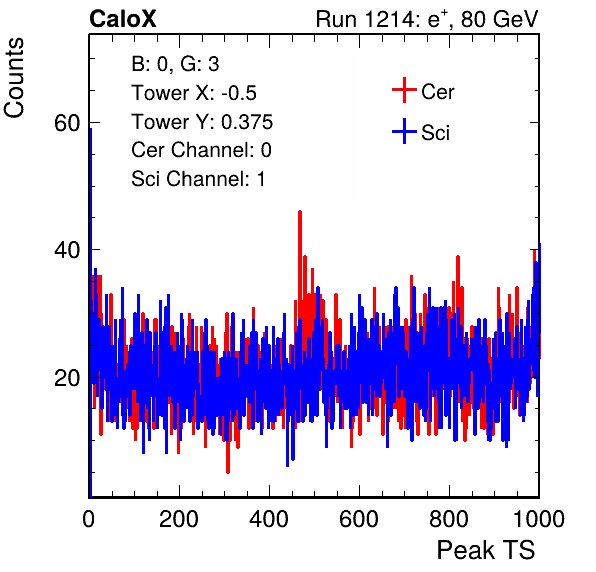 CaloX Run 1214: e⁺, 80 GeV
Counts
B: 0, G: 3
Tower X: -0.5
Tower Y: 0.375
Cer Channel: 0
Sci Channel: 1
Cer
Sci
60
40
20
0 200 400 600 800 1000
Peak TS